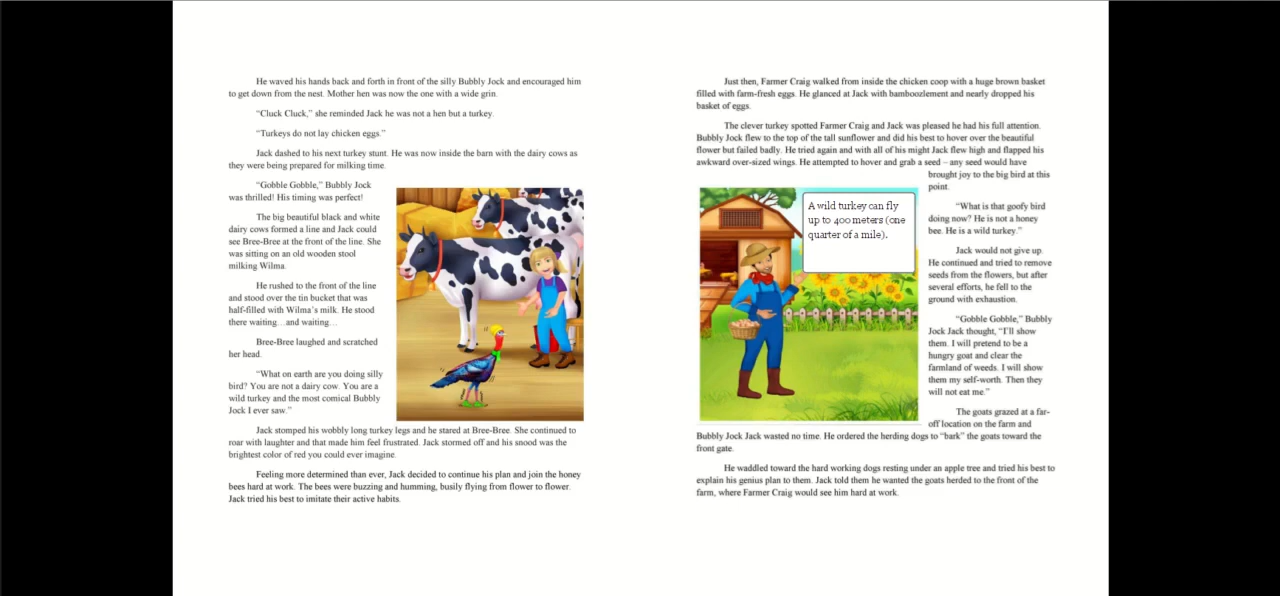 He waved his hands back and forth in front of the silly Bubbly Jock and encouraged him
to get down from the nest. Mother hen was now the one with a wide grin.
“Cluck Cluck,” she reminded Jack he was not a hen but a turkey.
“Turkeys do not lay chicken eggs.”
Jack dashed to his next turkey stunt. He was now inside the barn with the dairy cows as
they were being prepared for milking time.
“Gobble Gobble,” Bubbly Jock
was thrilled! His timing was perfect!
The big beautiful black and white
dairy cows formed a line and Jack could
see Bree-Bree at the front of the line. She
was sitting on an old wooden stool
milking Wilma.
He rushed to the front of the line
and stood over the tin bucket that was
half-filled with Wilma’s milk. He stood
there waiting…and waiting…
Bree-Bree laughed and scratched
her head.
“What on earth are you doing silly
bird? You are not a dairy cow. You are a
wild turkey and the most comical Bubbly
Jock I ever saw.”
Jack stomped his wobbly long turkey legs and he stared at Bree-Bree. She continued to
roar with laughter and that made him feel frustrated. Jack stormed off and his snood was the
brightest color of red you could ever imagine.
Feeling more determined than ever, Jack decided to continue his plan and join the honey
bees hard at work. The bees were buzzing and humming, busily flying from flower to flower.
Jack tried his best to imitate their active habits.
Just then, Farmer Craig walked from inside the chicken coop with a huge brown basket
filled with farm-fresh eggs. He glanced at Jack with bamboozlement and nearly dropped his
basket of eggs.
The clever turkey spotted Farmer Craig and Jack was pleased he had his full attention.
Bubbly Jock flew to the top of the tall sunflower and did his best to hover over the beautiful
flower but failed badly. He tried again and with all of his might Jack flew high and flapped his
awkward over-sized wings. He attempted to hover and grab a seed – any seed would have
brought joy to the big bird at this
point.
A wild turkey can fly
up to 400 meters (one
quarter of a mile).
“What is that goofy bird
doing now? He is not a honey
bee. He is a wild turkey.”
Jack would not give up.
He continued and tried to remove
seeds from the flowers, but after
several efforts, he fell to the
ground with exhaustion.
“Gobble Gobble,” Bubbly
Jock Jack thought, “I’ll show
them. I will pretend to be a
hungry goat and clear the
farmland of weeds. I will show
them my self-worth. Then they
will not eat me.”
The goats grazed at a far-
off location on the farm and
Bubbly Jock Jack wasted no time. He ordered the herding dogs to “bark” the goats toward the
front gate.
He waddled toward the hard working dogs resting under an apple tree and tried his best to
explain his genius plan to them. Jack told them he wanted the goats herded to the front of the
farm, where Farmer Craig would see him hard at work.